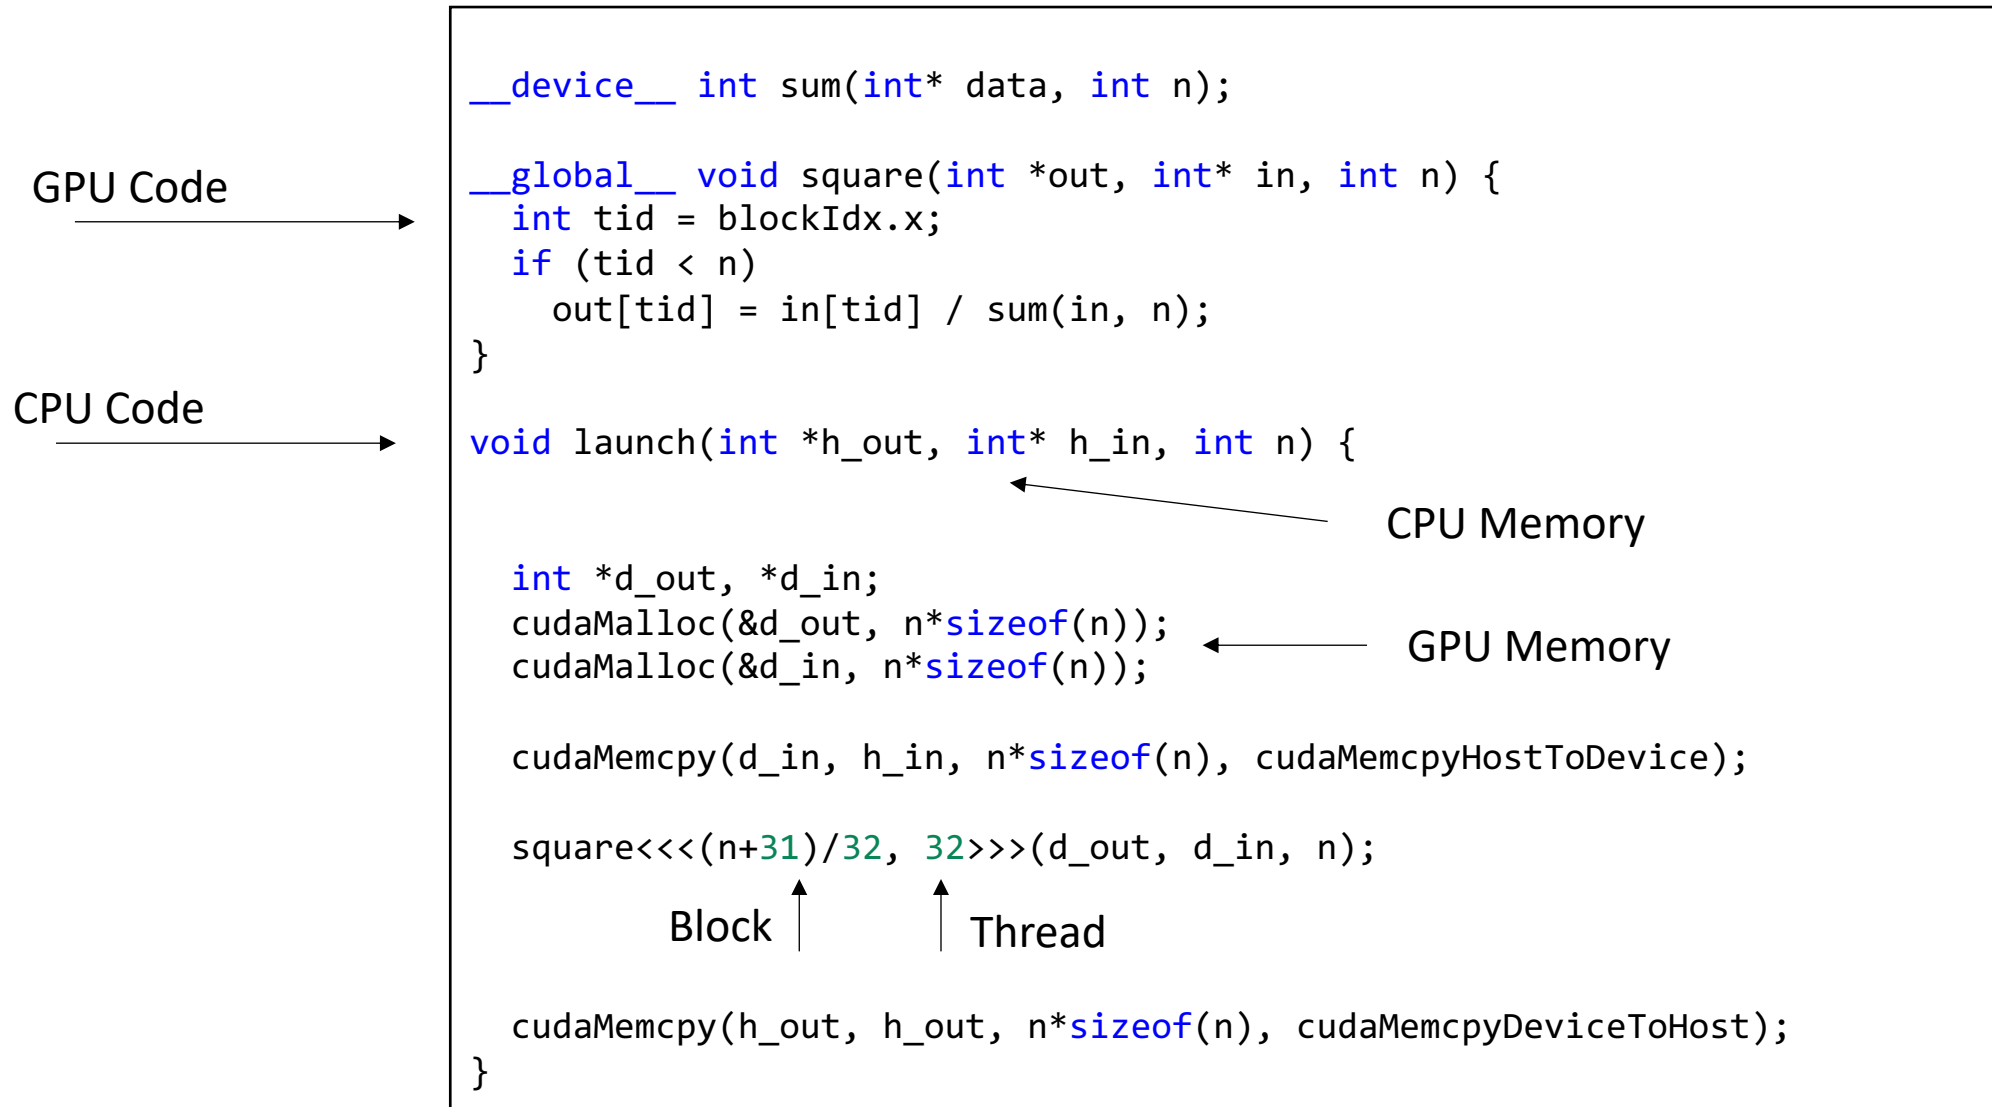 __device__ int sum(int* data, int n);
GPU Code
__global__ void square(int *out, int* in, int n) {
int tid = blockIdx.x;
if (tid < n)
out[tid] = in[tid] / sum(in, n);
}
CPU Code
void launch(int *h_out, int* h_in, int n) {
CPU Memory
int *d_out, *d_in;
cudaMalloc(&d_out, n*sizeof(n));
cudaMalloc(&d_in, n*sizeof(n));
GPU Memory
cudaMemcpy(d_in, h_in, n*sizeof(n), cudaMemcpyHostToDevice);
square<<<(n+31)/32, 32>>>(d_out, d_in, n);
Block
Thread
cudaMemcpy(h_out, h_out, n*sizeof(n), cudaMemcpyDeviceToHost);
}